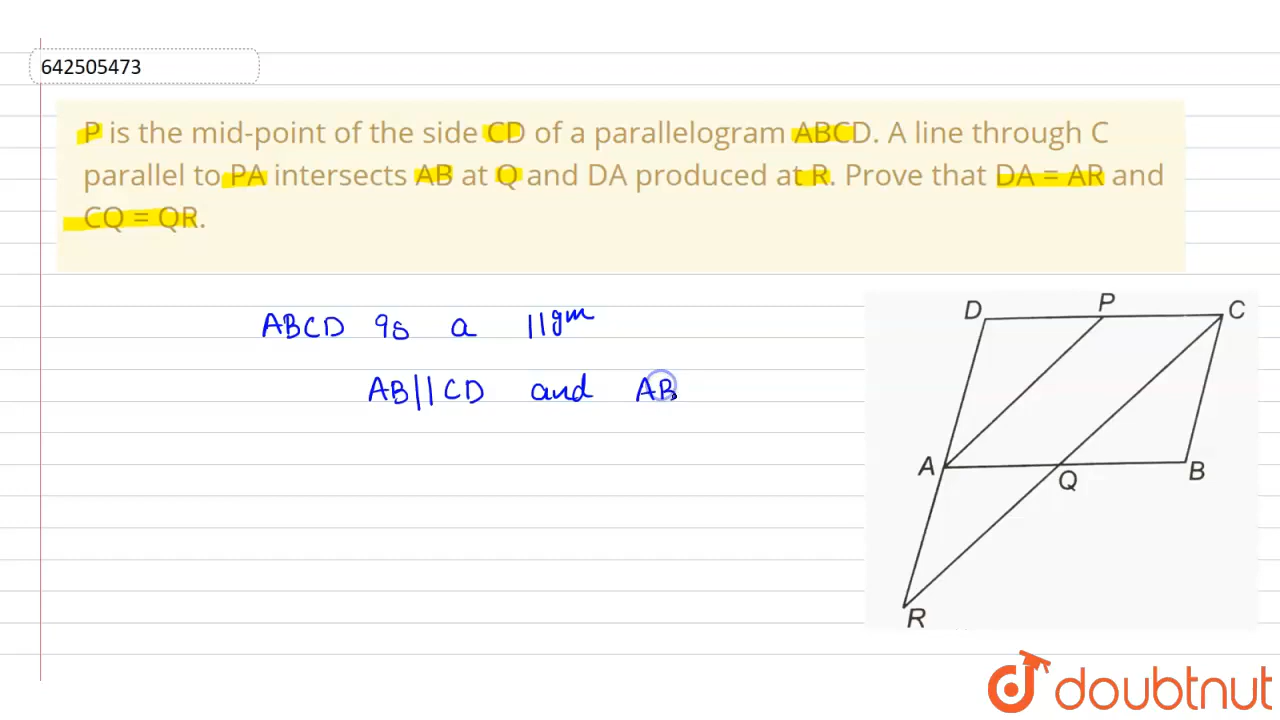 642505473
P is the mid-point of the side CD of a parallelogram ABCD. A line through C
parallel to PA intersects AB at Q and DA produced at R. Prove that DA = AR and
CQ = QR.
ABCD 9s a ||gm
AB||CD and AB
D P C
A Q B
R
doubtnut